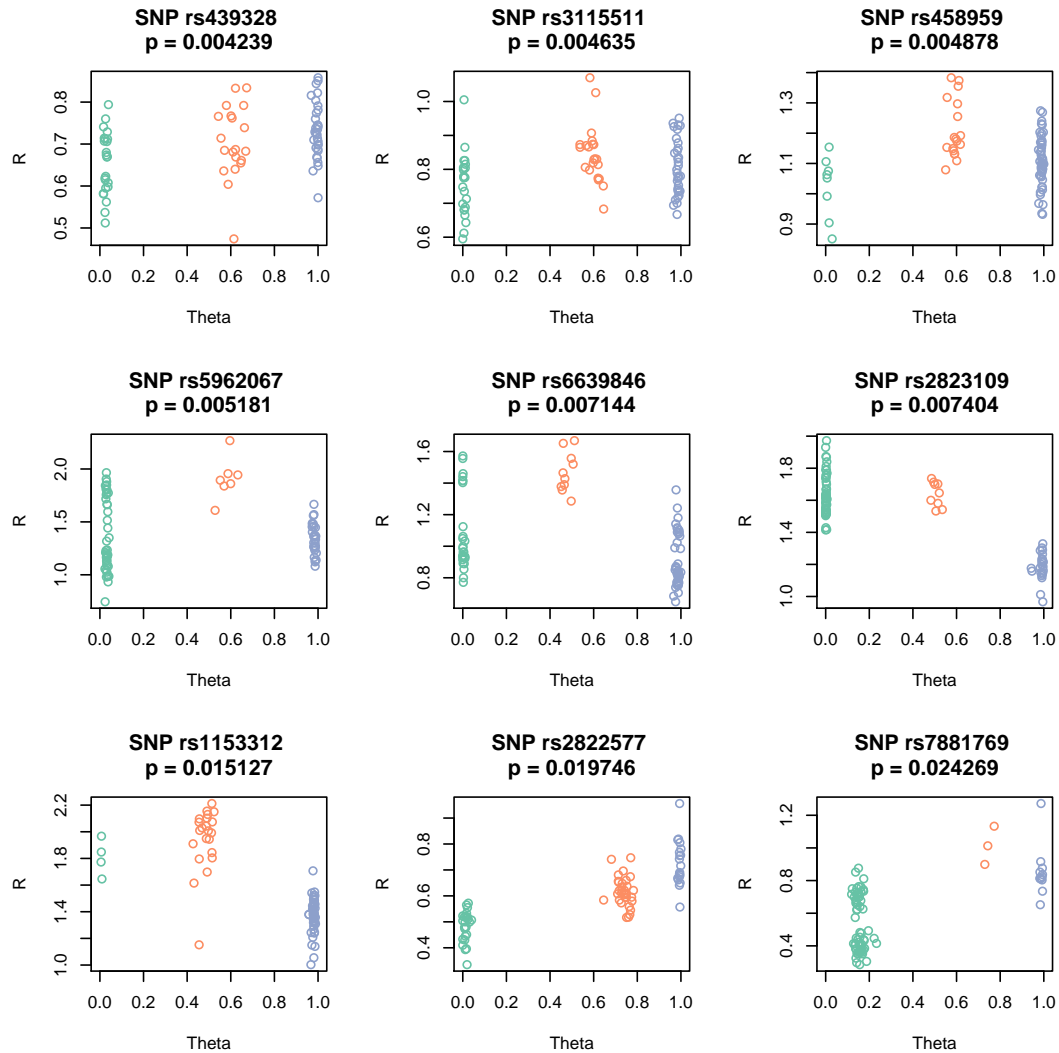 SNP rs439328
p = 0.004239
R
0.5 0.6 0.7 0.8
0.0 0.2 0.4 0.6 0.8 1.0
Theta
SNP rs3115511
p = 0.004635
R
0.6 0.8 1.0
0.0 0.2 0.4 0.6 0.8 1.0
Theta
SNP rs458959
p = 0.004878
R
0.9 1.1 1.3
0.0 0.2 0.4 0.6 0.8 1.0
Theta
SNP rs5962067
p = 0.005181
R
1.0 1.5 2.0
0.0 0.2 0.4 0.6 0.8 1.0
Theta
SNP rs6639846
p = 0.007144
R
0.8 1.2 1.6
0.0 0.2 0.4 0.6 0.8 1.0
Theta
SNP rs2823109
p = 0.007404
R
1.0 1.4 1.8
0.0 0.2 0.4 0.6 0.8 1.0
Theta
SNP rs1153312
p = 0.015127
R
1.0 1.4 1.8 2.2
0.0 0.2 0.4 0.6 0.8 1.0
Theta
SNP rs2822577
p = 0.019746
R
0.4 0.6 0.8
0.0 0.2 0.4 0.6 0.8 1.0
Theta
SNP rs7881769
p = 0.024269
R
0.4 0.8 1.2
0.0 0.2 0.4 0.6 0.8 1.0
Theta